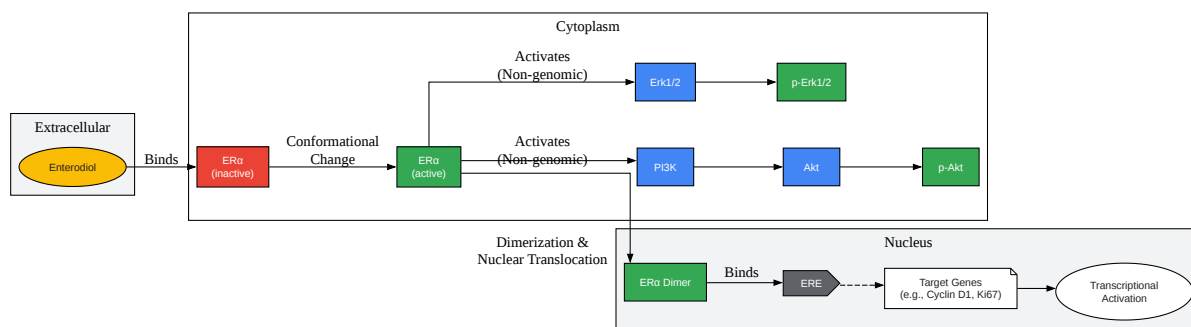 Cytoplasm
Activates
(Non-genomic)
Erk1/2
p-Erk1/2
Extracellular
Enterodiol
Binds
ERα
(inactive)
Conformational
Change
ERα
(active)
Activates
(Non-genomic)
PI3K
Akt
p-Akt
Dimerization &
Nuclear Translocation
Nucleus
ERα Dimer
Binds
ERE
Target Genes
(e.g., Cyclin D1, Ki67)
Transcriptional
Activation